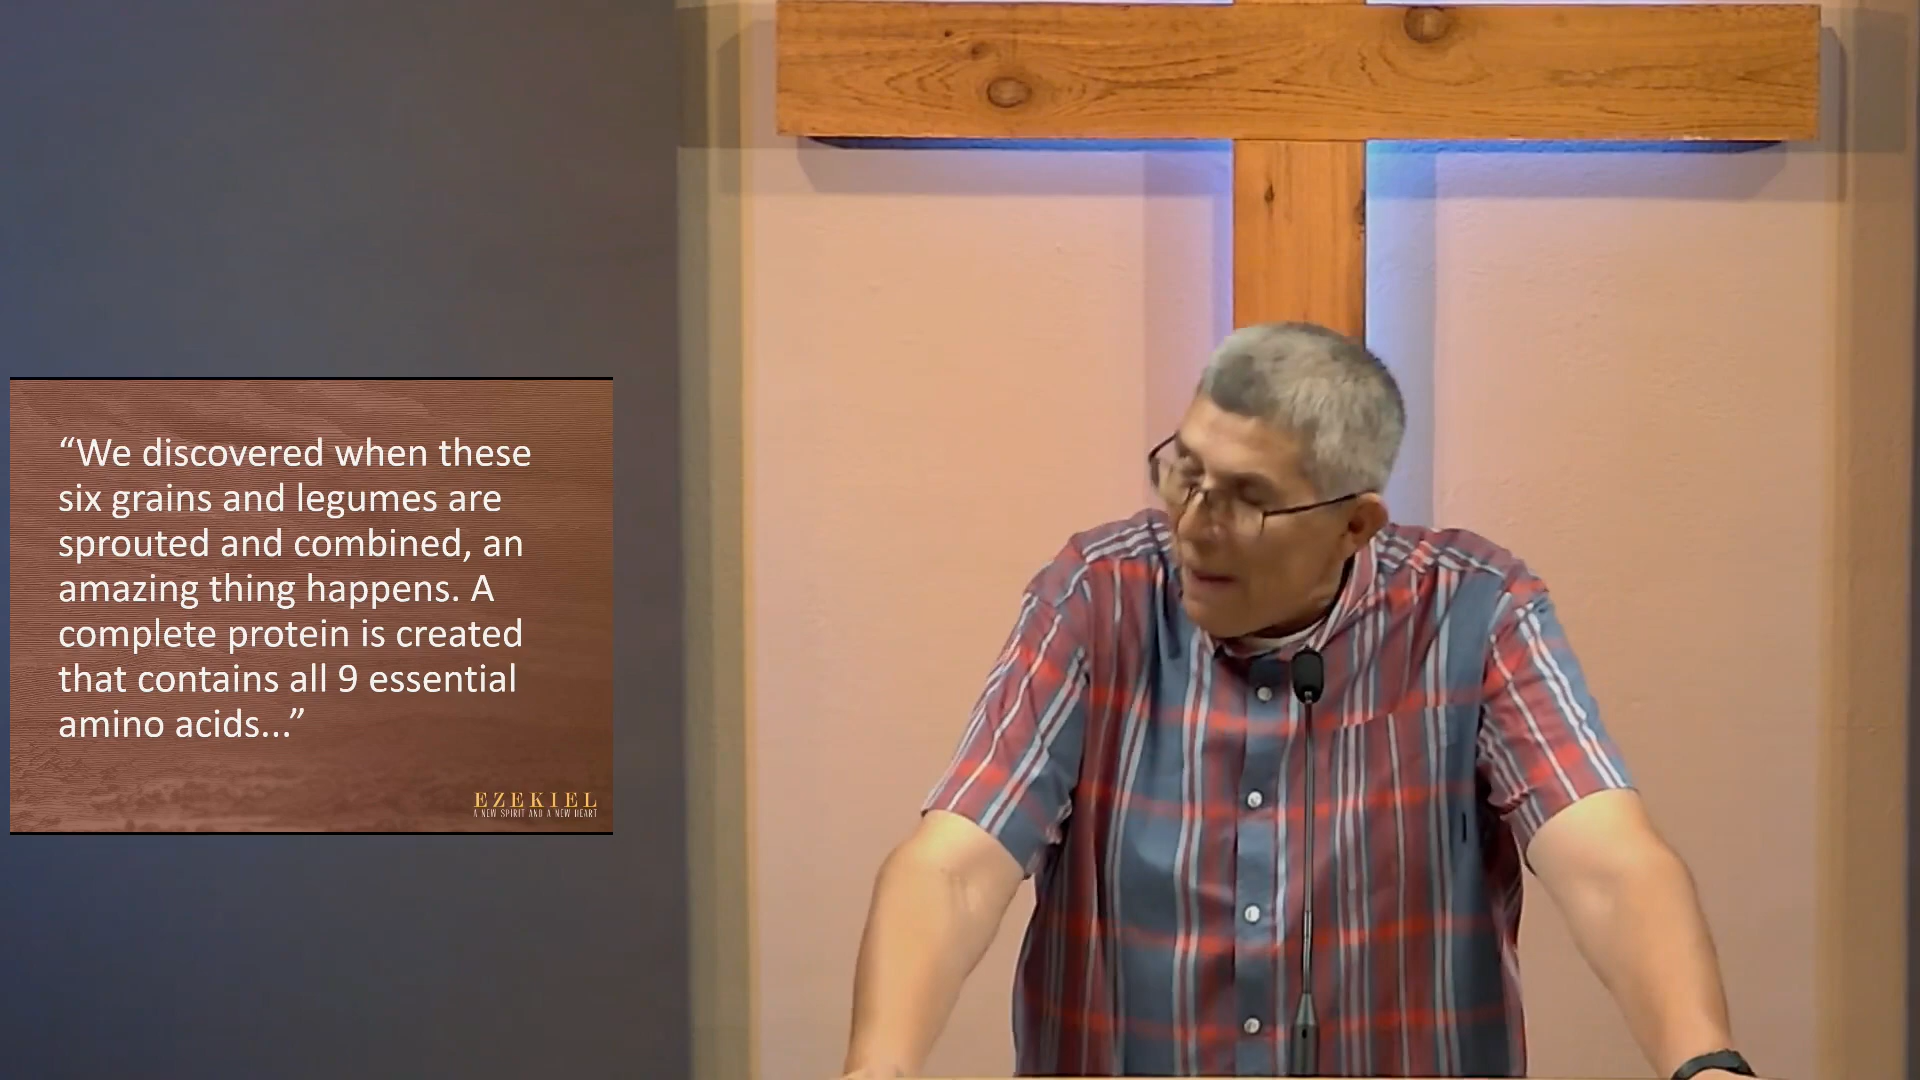 “We discovered when these
six grains and legumes are
sprouted and combined, an
amazing thing happens. A
complete protein is created
that contains all 9 essential
amino acids...”
EZEKIEL
A NEW SPIRIT AND A NEW HEART